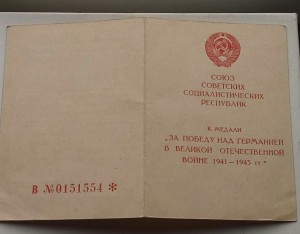 СОЮЗ
СОВЕТСКИХ
СОЦИАЛИСТИЧЕСКИХ
РЕСПУБЛИК
К МЕДАЛИ
„ЗА ПОБЕДУ НАД ГЕРМАНИЕЙ
В ВЕЛИКОЙ ОТЕЧЕСТВЕННОЙ
ВОЙНЕ 1941—1945 гг.“
В №0151554 *